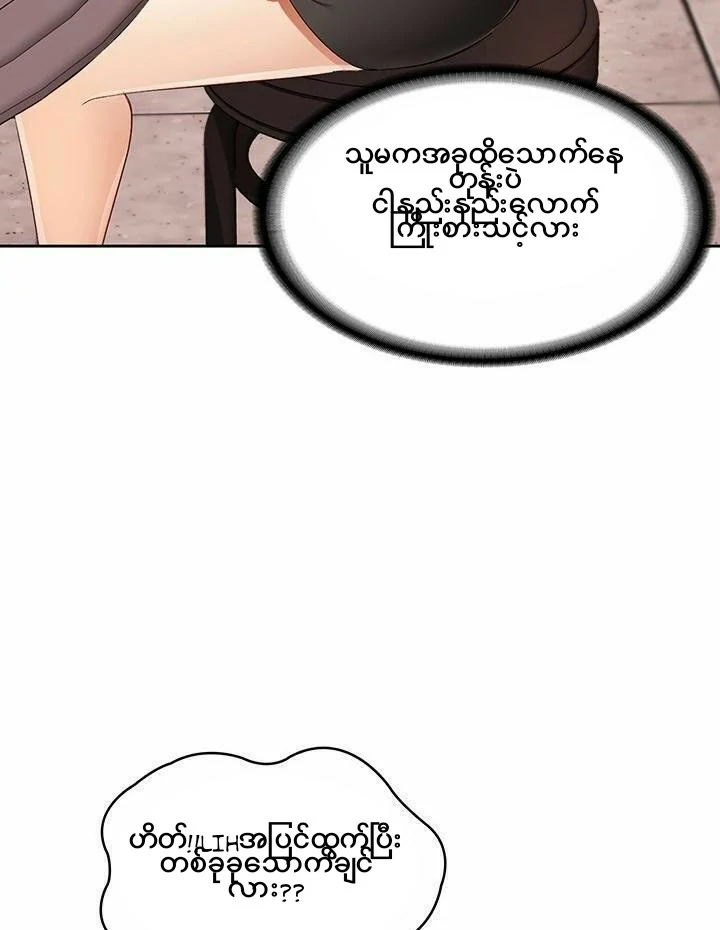 သူမကအခုထိသောက်နေ
တုန်းပဲ
ငါနည်းနည်းလောက်
ကြိုးစားသင့်လား
ဟိတ်!!LIHအပြင်ထွက်ပြီး
တစ်ခုခုသောက်ချင်
လား??